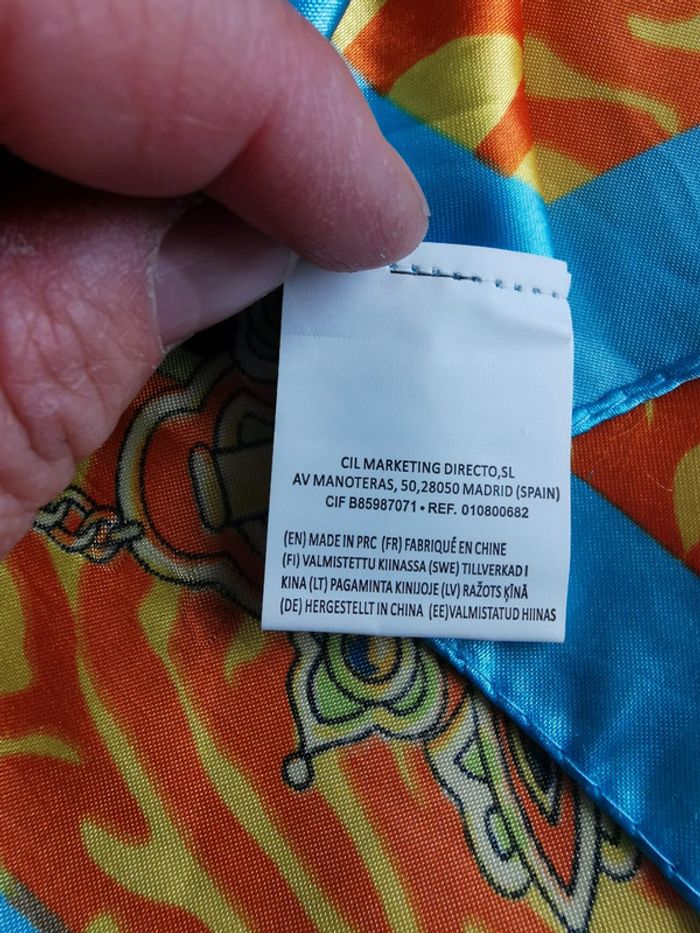 CIL MARKETING DIRECTO,SL
AV MANOTERAS, 50,28050 MADRID (SPAIN)
CIF B85987071 • REF. 010800682
(EN) MADE IN PRC (FR) FABRIQUÉ EN CHINE
(FI) VALMISTETTU KIINASSA (SWE) TILLVERKAD I
KINA (LT) PAGAMINTA KINIJOJE (LV) RAŽOTS ĶĪNĀ
(DE) HERGESTELLT IN CHINA (EE)VALMISTATUD HIINAS